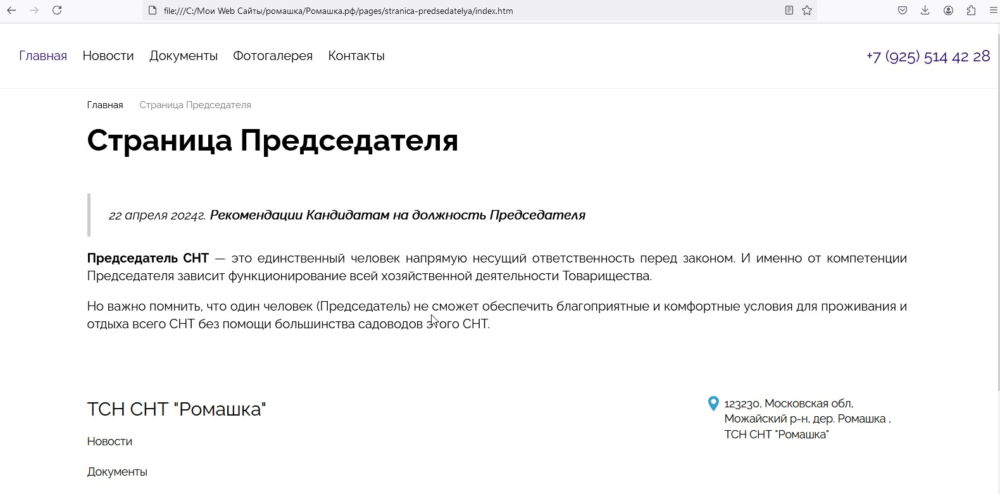 file:///C:/Мои Web Сайты/ромашка/Ромашка.рф/pages/stranica-predsedatelya/index.htm
Главная Новости Документы Фотогалерея Контакты +7 (925) 514 42 28
Главная Страница Председателя
Страница Председателя
22 апреля 2024г. Рекомендации Кандидатам на должность Председателя
Председатель СНТ — это единственный человек напрямую несущий ответственность перед законом. И именно от компетенции
Председателя зависит функционирование всей хозяйственной деятельности Товарищества.
Но важно помнить, что один человек (Председатель) не сможет обеспечить благоприятные и комфортные условия для проживания и
отдыха всего СНТ без помощи большинства садоводов этого СНТ.
ТСН СНТ "Ромашка"
Новости
Документы
123230, Московская обл,
Можайский р-н, дер. Ромашка ,
ТСН СНТ "Ромашка"